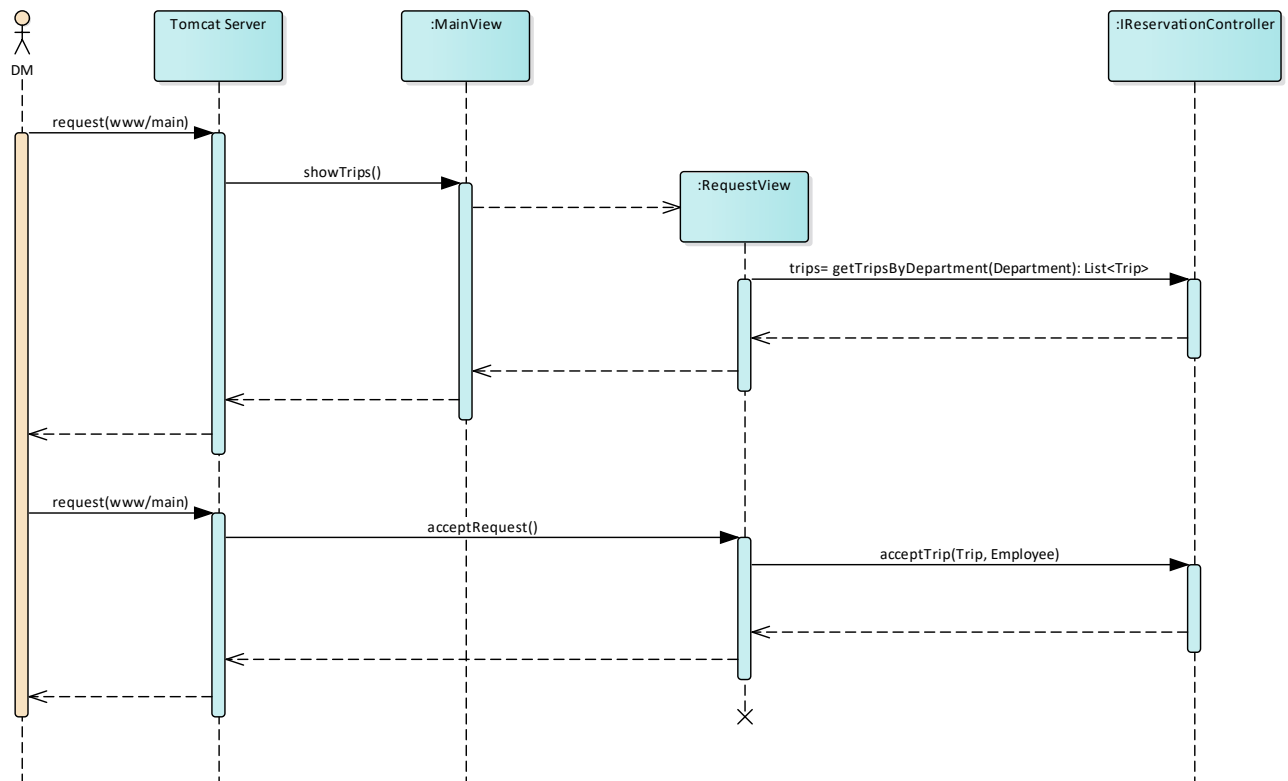 Tomcat Server
:MainView
:IReservationController
DM
request(www/main)
showTrips()
:RequestView
trips= getTripsByDepartment(Department): List<Trip>
request(www/main)
acceptRequest()
acceptTrip(Trip, Employee)